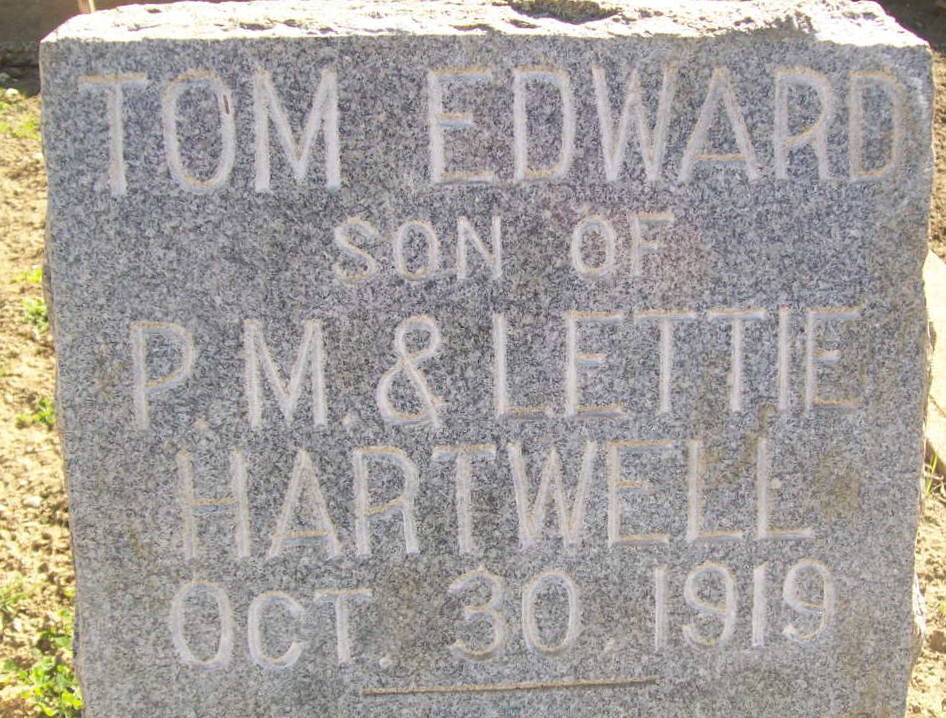 TOM EDWARD
SON OF
P.M.& LETTIE
HARTWELL
OCT. 30, 1919